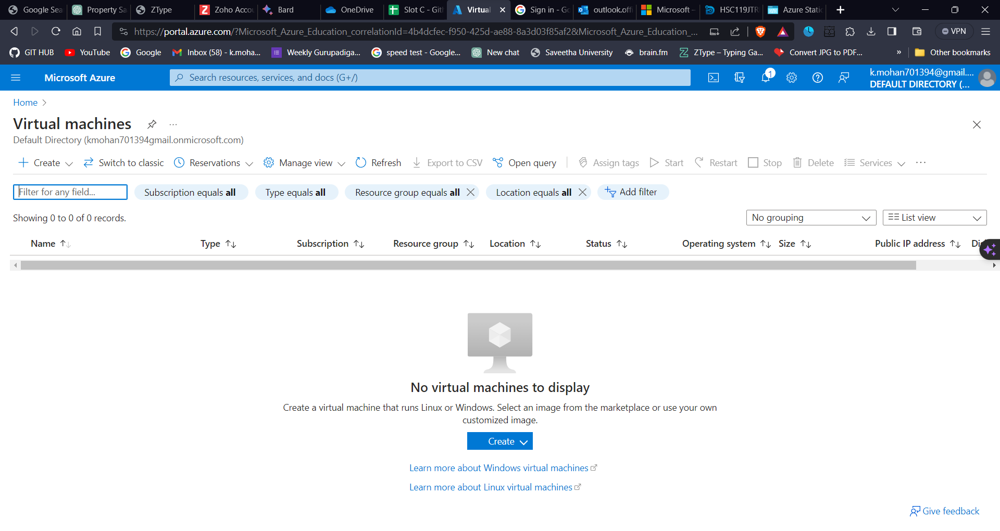 Google Sea
Property Sa
ZType
Zoho Accou
Bard
OneDrive
Slot C - Gitl
Virtual
Sign in - Go
outlook.offi
Microsoft –
HSC119JTR
Azure Static
https://portal.azure.com/?Microsoft_Azure_Education_correlationId=4b4dcfec-f950-425d-ae88-8a3d03f85af2&Microsoft_Azure_Education_...
VPN
GIT HUB
YouTube
Google
Inbox (58) - k.moha...
Weekly Gurupadiga...
speed test - Google...
New chat
Saveetha University
brain.fm
ZType – Typing Ga...
Convert JPG to PDF...
»
Other bookmarks
Microsoft Azure
Search resources, services, and docs (G+/)
1
k.mohan701394@gmail....
DEFAULT DIRECTORY (...
Home >
Virtual machines ...
Default Directory (kmohan701394gmail.onmicrosoft.com)
Create
Switch to classic
Reservations
Manage view
Refresh
Export to CSV
Open query
Assign tags
Start
Restart
Stop
Delete
Services
...
Filter for any field...
Subscription equals all
Type equals all
Resource group equals all
Location equals all
Add filter
Showing 0 to 0 of 0 records.
No grouping
List view
Name
Type
Subscription
Resource group
Location
Status
Operating system
Size
Public IP address
Di
No virtual machines to display
Create a virtual machine that runs Linux or Windows. Select an image from the marketplace or use your own
customized image.
Create
Learn more about Windows virtual machines
Learn more about Linux virtual machines
Give feedback